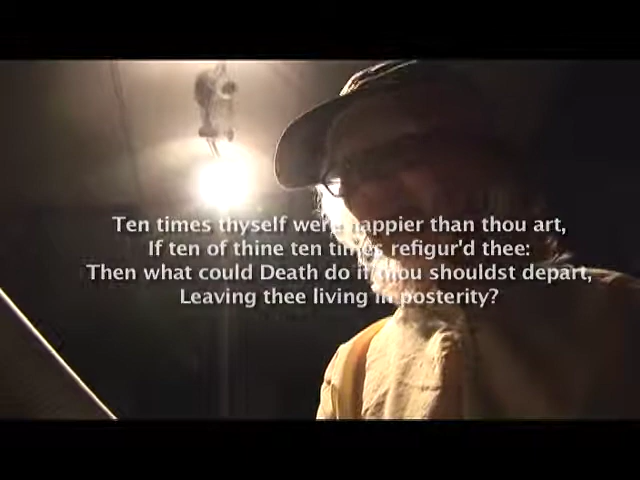 Ten times thyself were happier than thou art,
If ten of thine ten times refigur'd thee:
Then what could Death do if thou shouldst depart,
Leaving thee living in posterity?